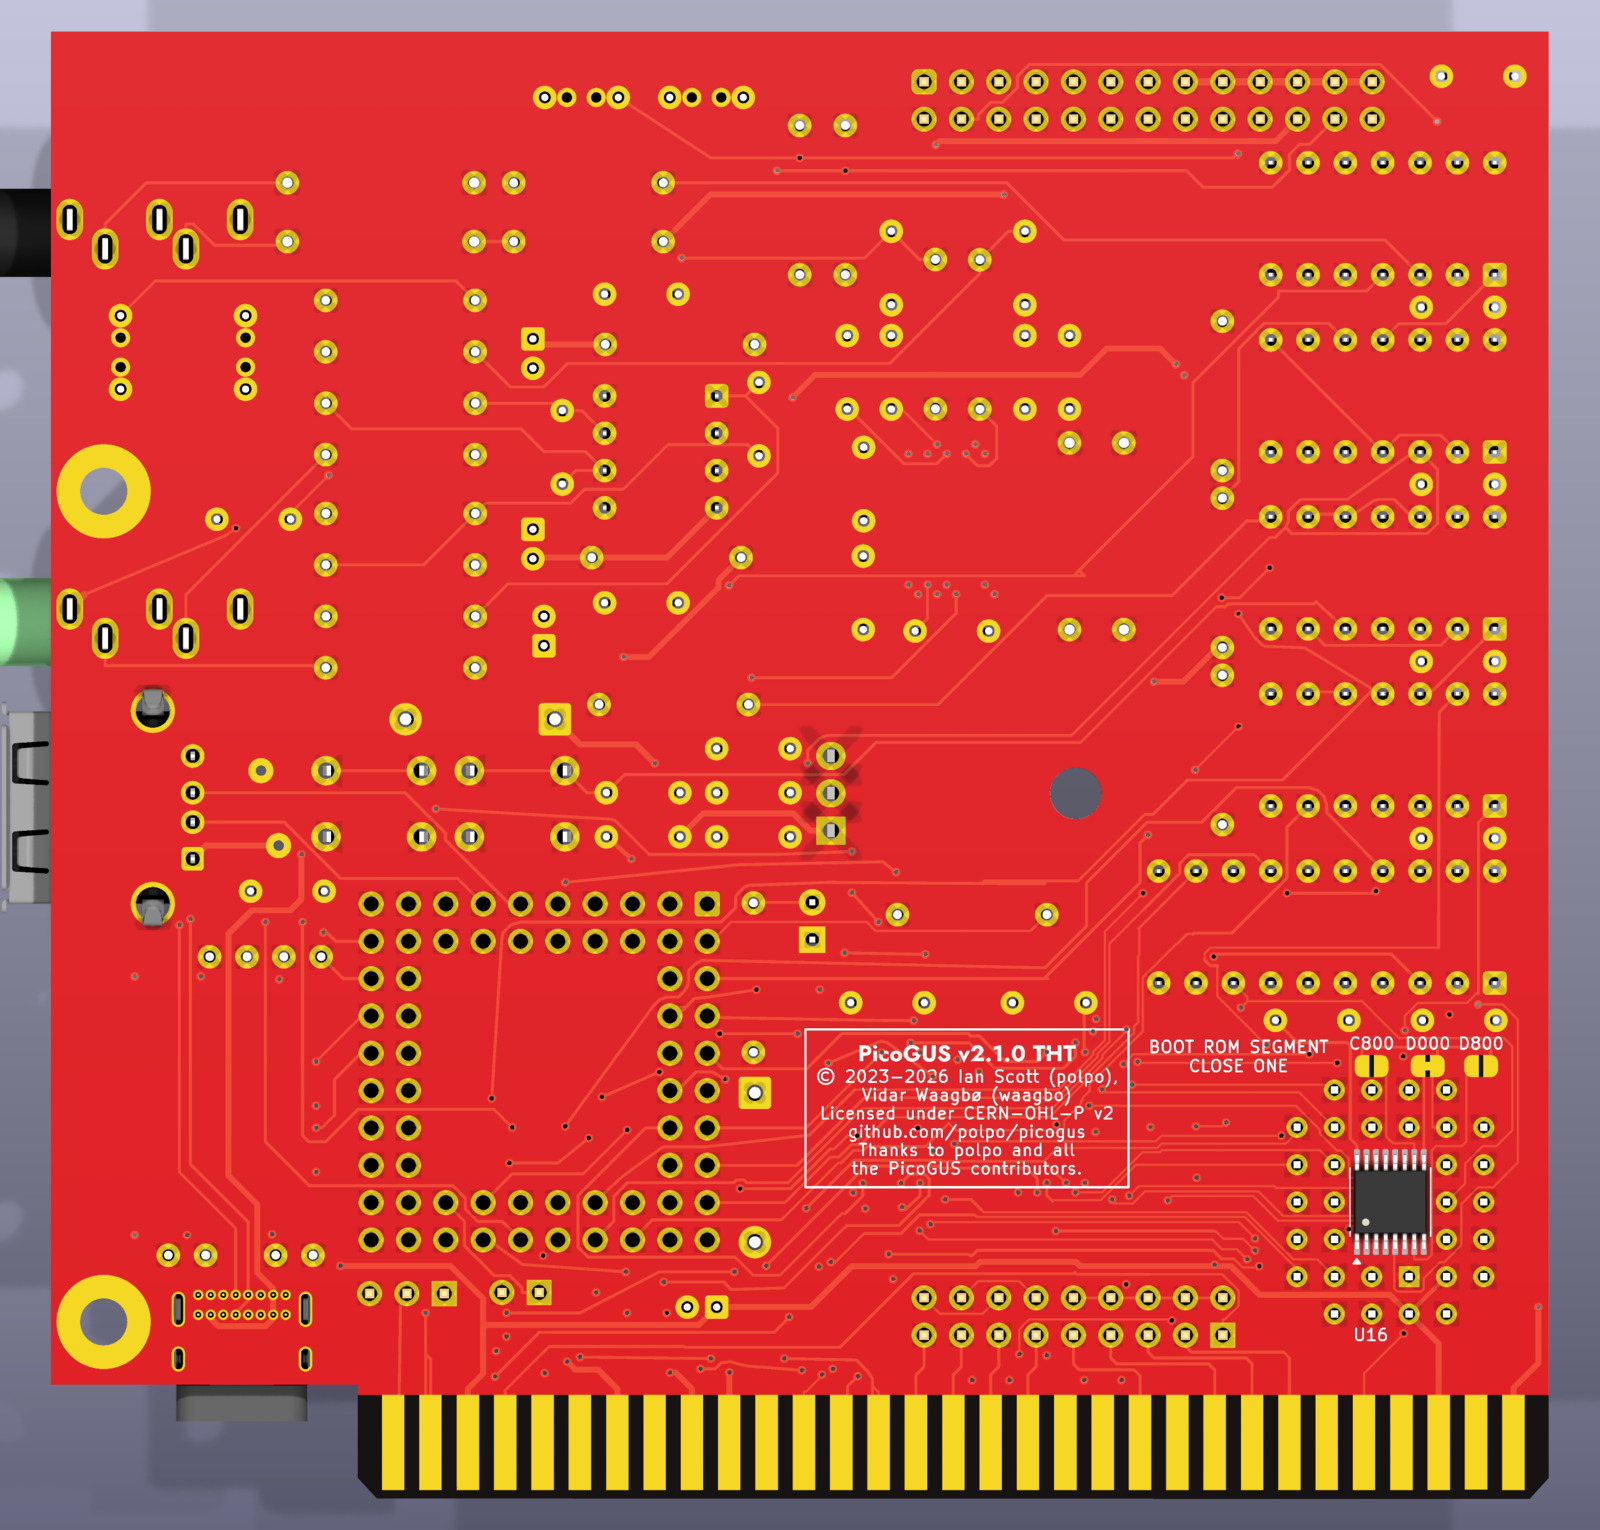 PicoGUS v2.1.0 THT
© 2023-2026 Ian Scott (polpo),
Vidar Waagbø (waagbo)
Licensed under CERN-OHL-P v2
github.com/polpo/picogus
Thanks to polpo and all
the PicoGUS contributors.
BOOT ROM SEGMENT
CLOSE ONE
C800 D000 D800
U16